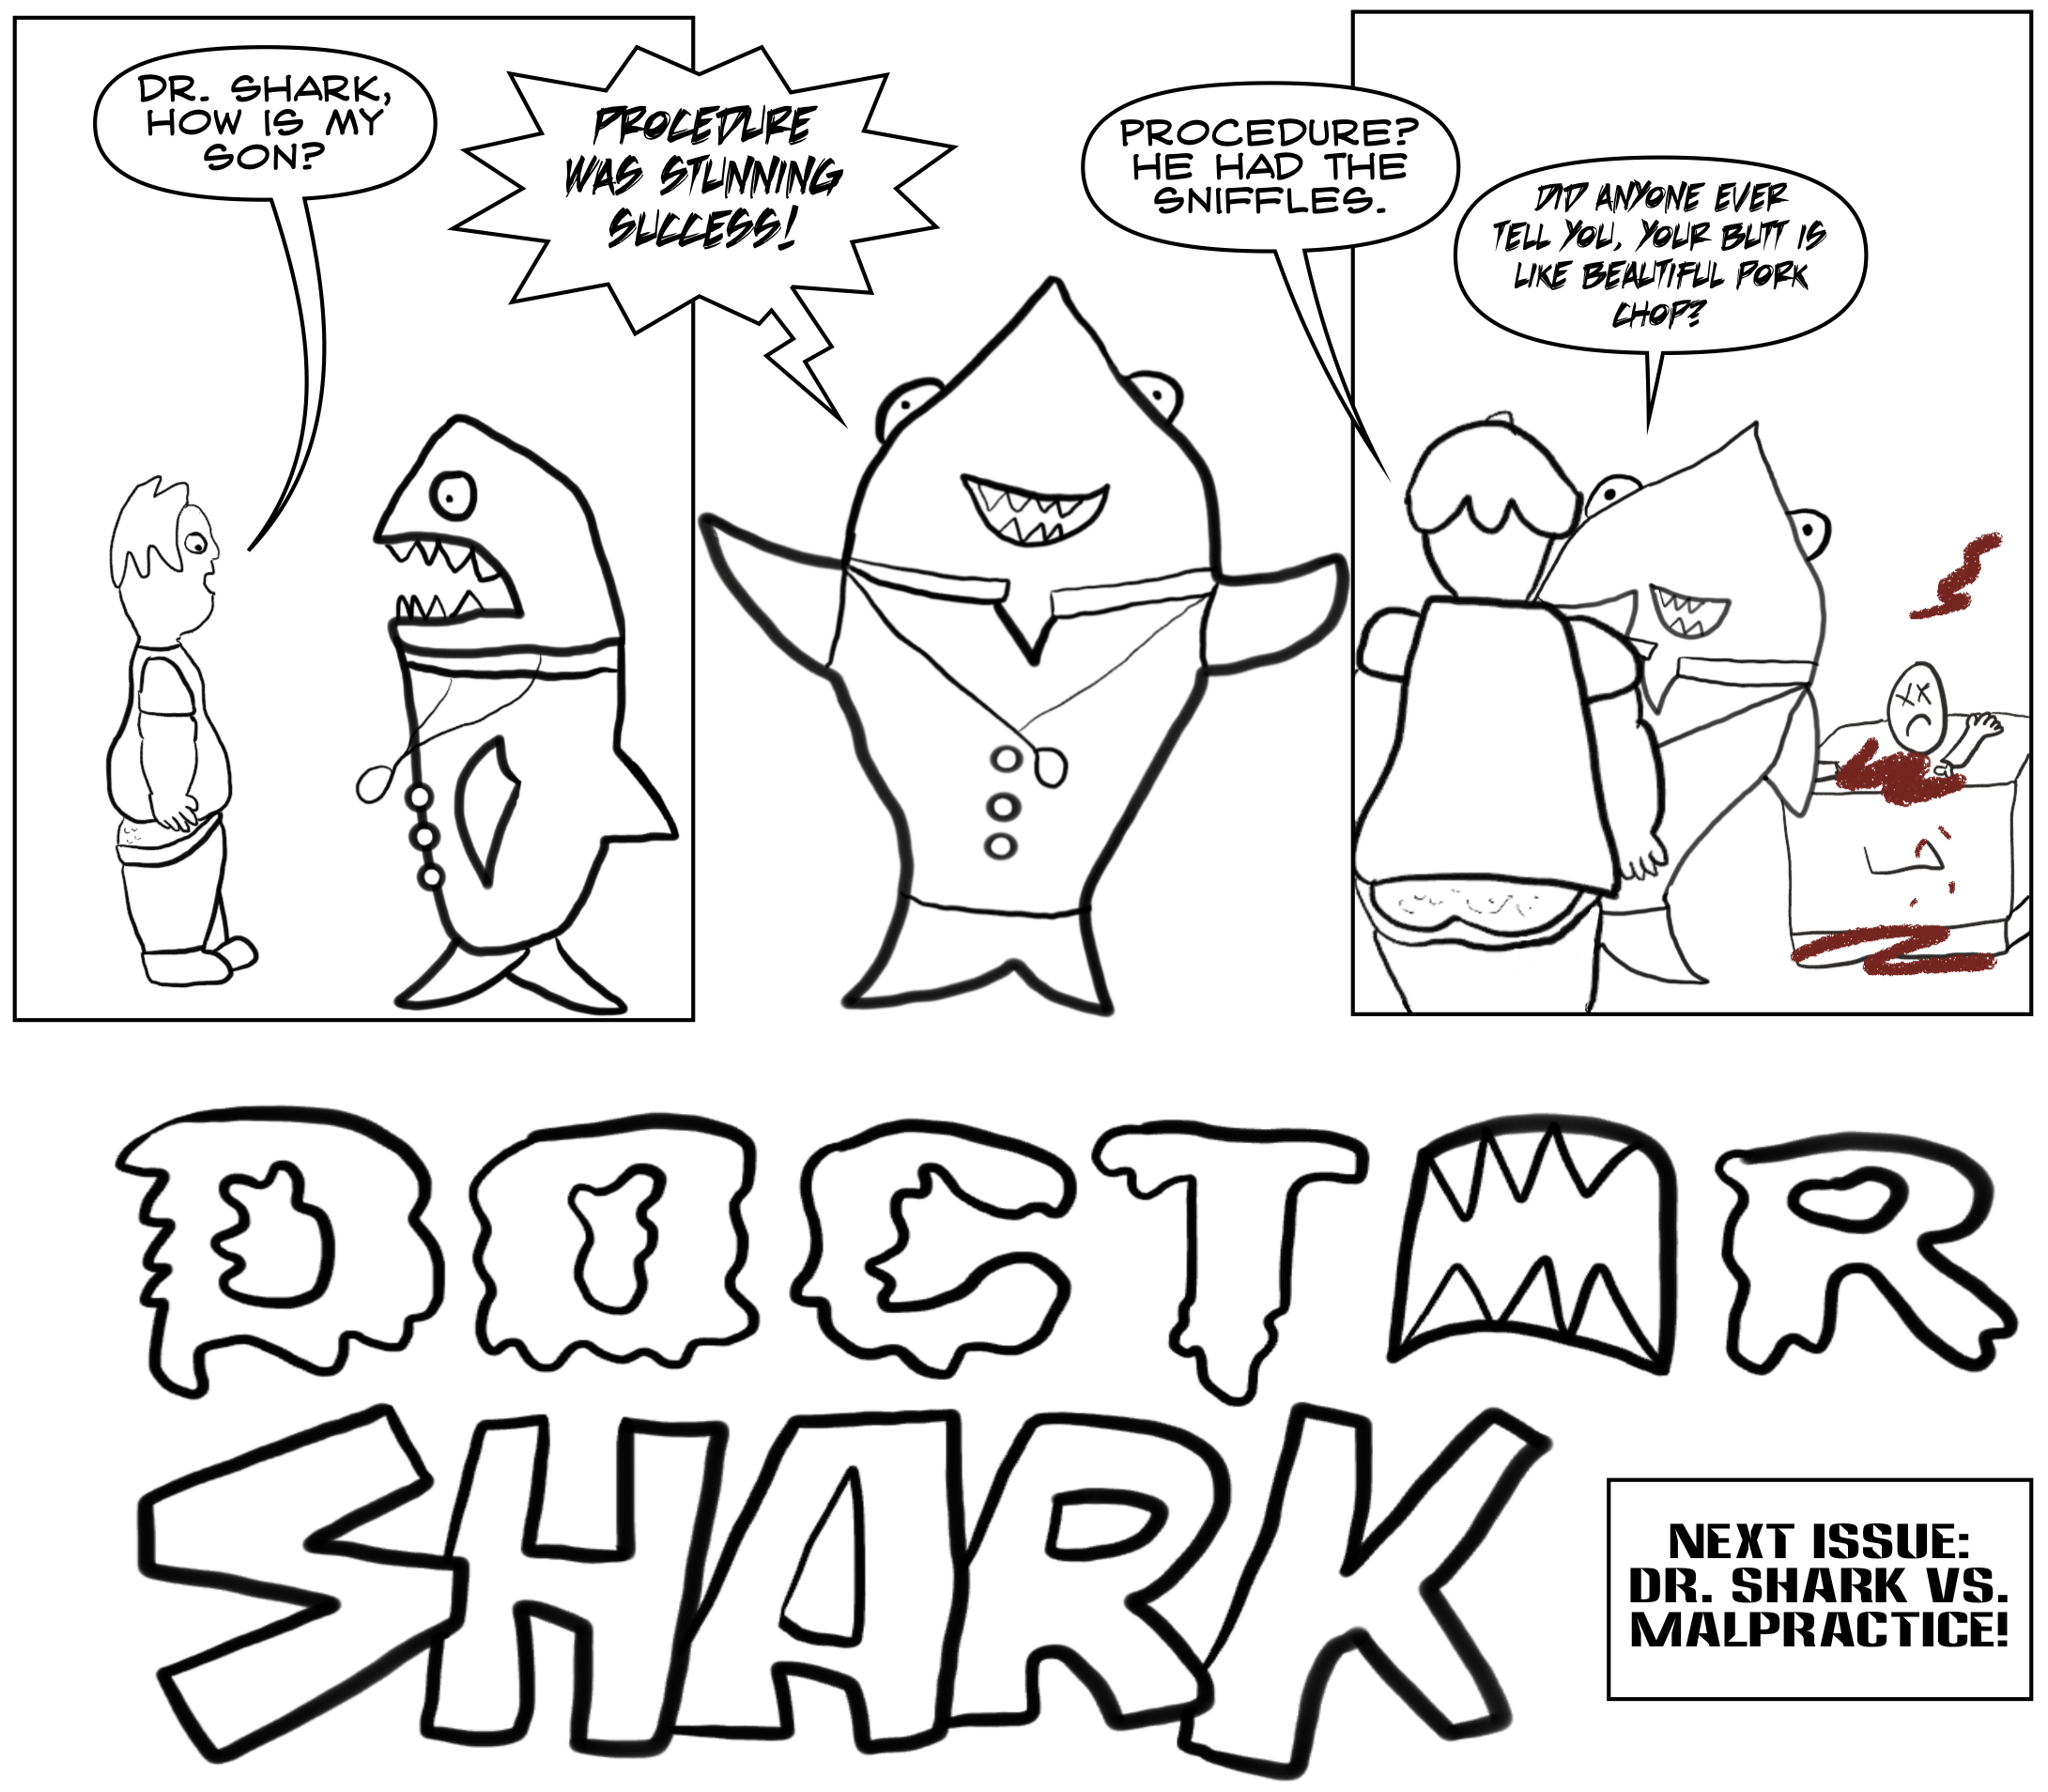 DR. SHARK,
HOW IS MY
SON?
PROCEDURE
WAS STUNNING
SUCCESS!
PROCEDURE?
HE HAD THE
SNIFFLES.
DID ANYONE EVER
TELL YOU, YOUR BUTT IS
LIKE BEAUTIFUL PORK
CHOP?
DOCTOR
SHARK
NEXT ISSUE:
DR. SHARK VS.
MALPRACTICE!